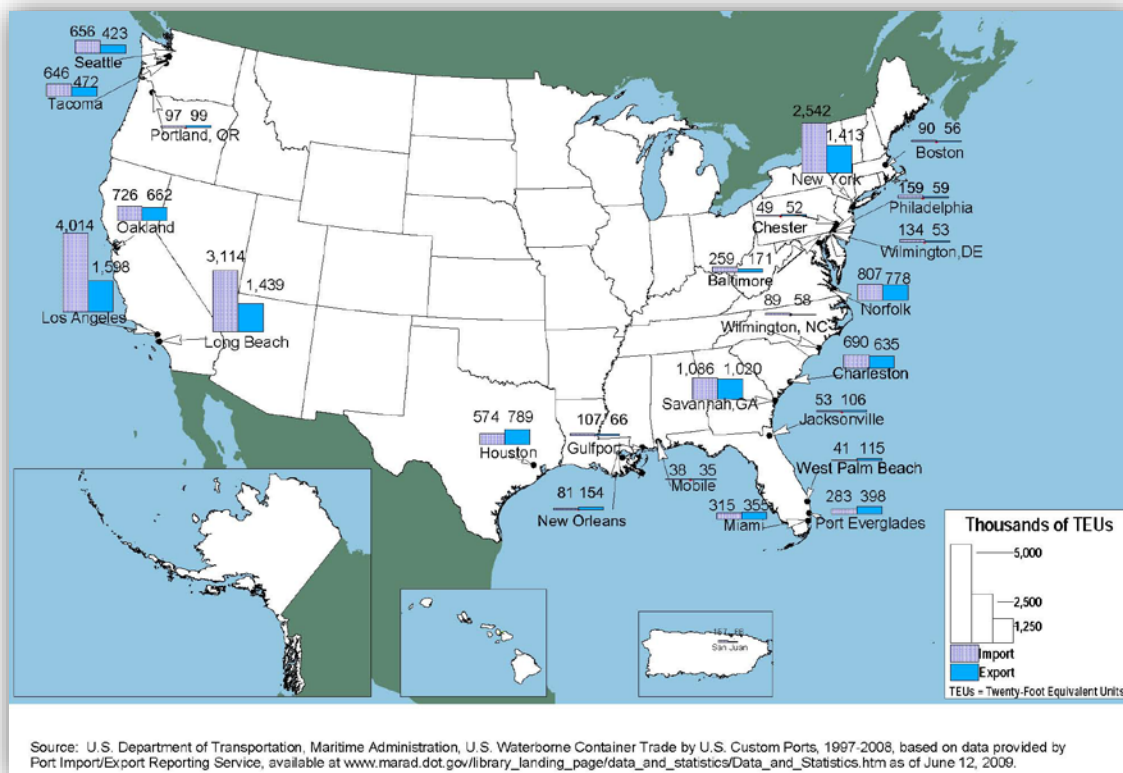 656 423
Seattle
646 472
Tacoma
97 99
Portland, OR
726 662
Oakland
4,014
1,598
Los Angeles
3,114
1,439
Long Beach
2,542
1,413
New York
90 56
Boston
159 59
Philadelphia
49 52
Chester
134 53
Wilmington,DE
259 171
Baltimore
807 778
Norfolk
89 58
Wilmington, NC
690 635
Charleston
1,086 1,020
Savannah,GA
53 106
Jacksonville
574 789
Houston
107 66
Gulfport
41 115
West Palm Beach
38 35
Mobile
81 154
New Orleans
315 355
Miami
283 398
Port Everglades
San Juan
Thousands of TEUs
5,000
2,500
1,250
Import
Export
TEUs = Twenty-Foot Equivalent Units
Source: U.S. Department of Transportation, Maritime Administration, U.S. Waterborne Container Trade by U.S. Custom Ports, 1997-2008, based on data provided by
Port Import/Export Reporting Service, available at www.marad.dot.gov/library_landing_page/data_and_statistics/Data_and_Statistics.htm as of June 12, 2009.